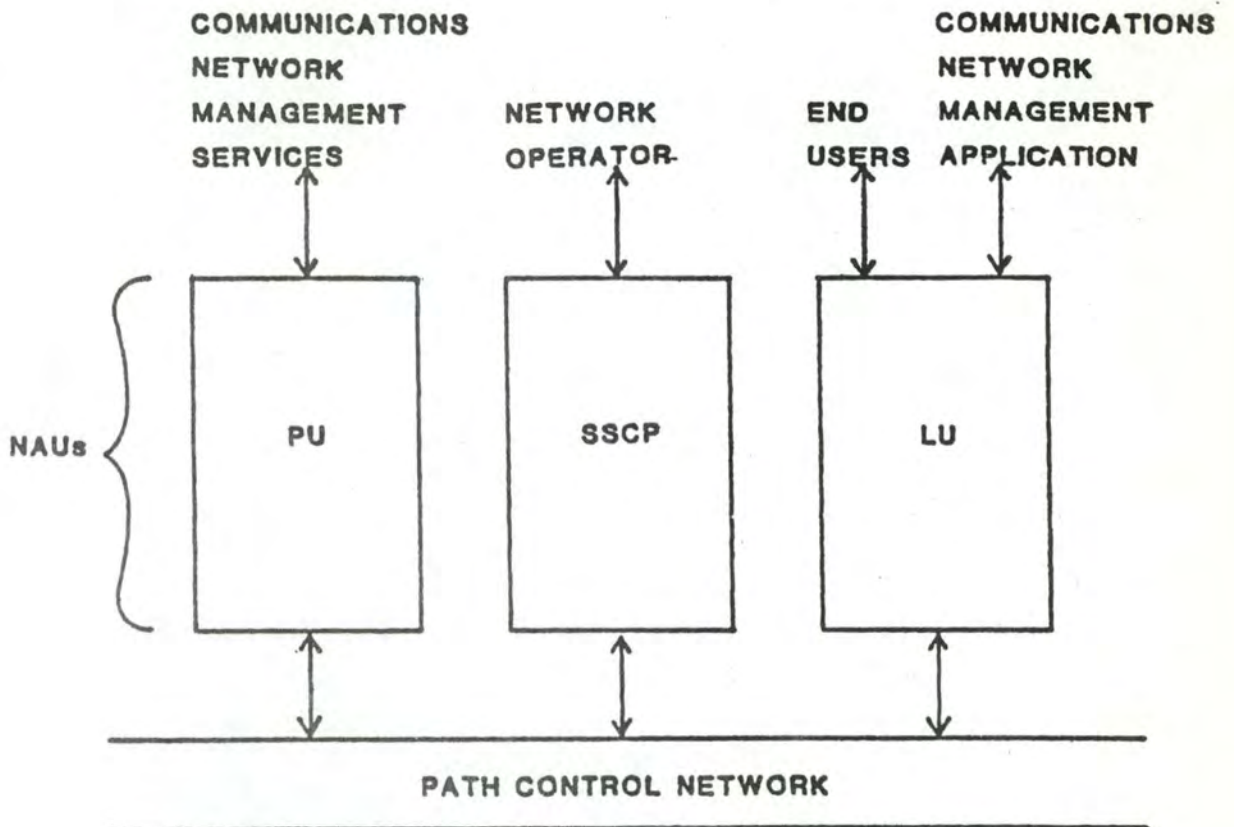 COMMUNICATIONS
NETWORK
MANAGEMENT
SERVICES
NETWORK
OPERATOR
END
USERS
COMMUNICATIONS
NETWORK
MANAGEMENT
APPLICATION
NAUs
PU
SSCP
LU
PATH CONTROL NETWORK